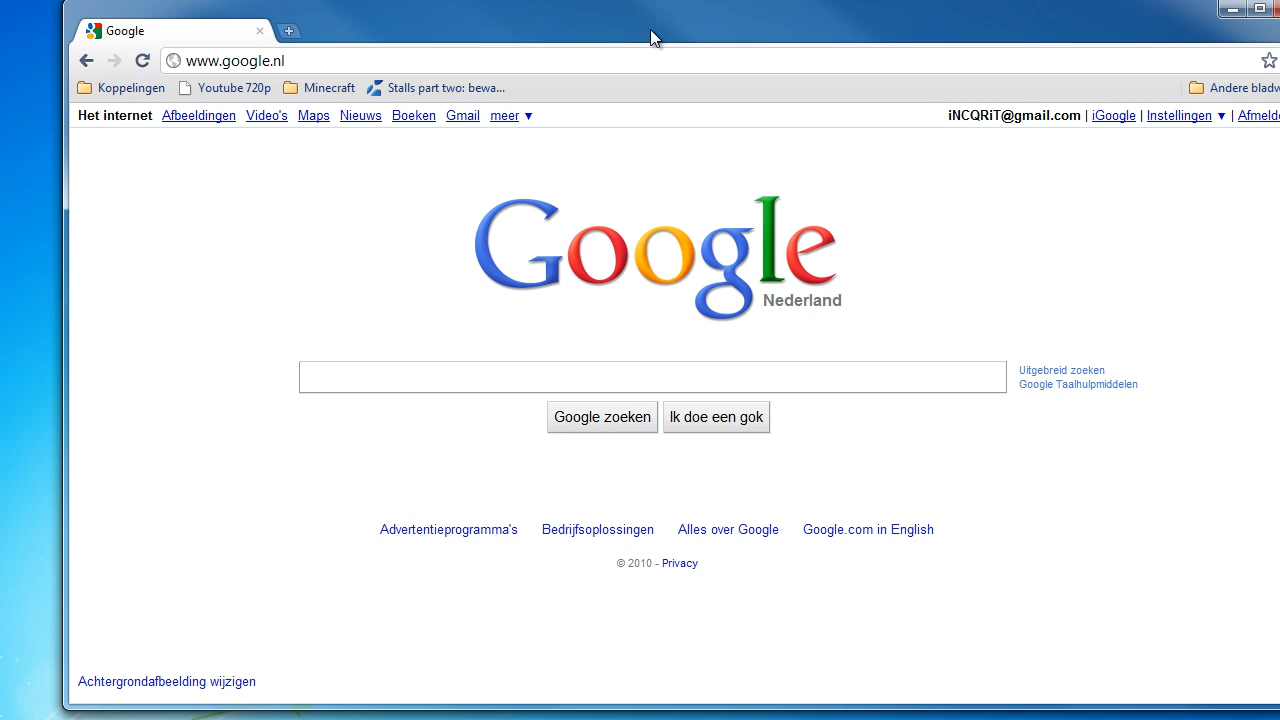 Google
www.google.nl
Koppelingen Youtube 720p Minecraft Stalls part two: bewa... Andere bladw
Het internet Afbeeldingen Video's Maps Nieuws Boeken Gmail meer ▼ iNCQRiT@gmail.com | iGoogle | Instellingen ▼ | Afmelde
Google
Nederland
Uitgebreid zoeken
Google Taalhulpmiddelen
Google zoeken Ik doe een gok
Advertentieprogramma's Bedrijfsoplossingen Alles over Google Google.com in English
© 2010 - Privacy
Achtergrondafbeelding wijzigen